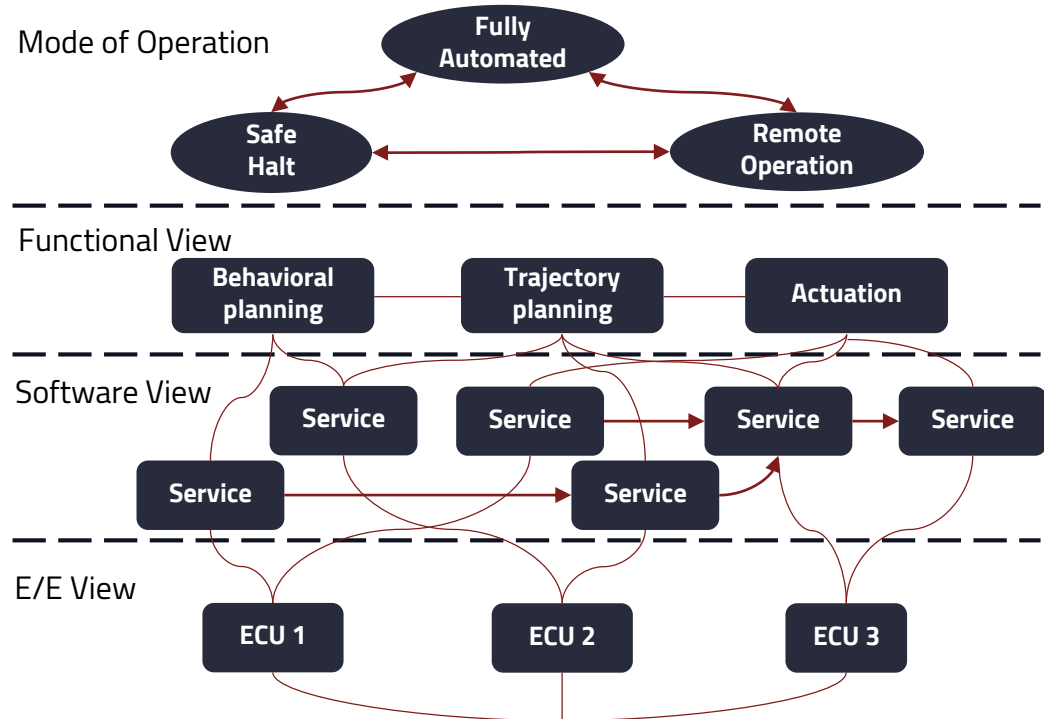 Mode of Operation
Fully
Automated
Safe
Halt
Remote
Operation
Functional View
Behavioral
planning
Trajectory
planning
Actuation
Software View
Service
Service
Service
Service
Service
Service
E/E View
ECU 1
ECU 2
ECU 3